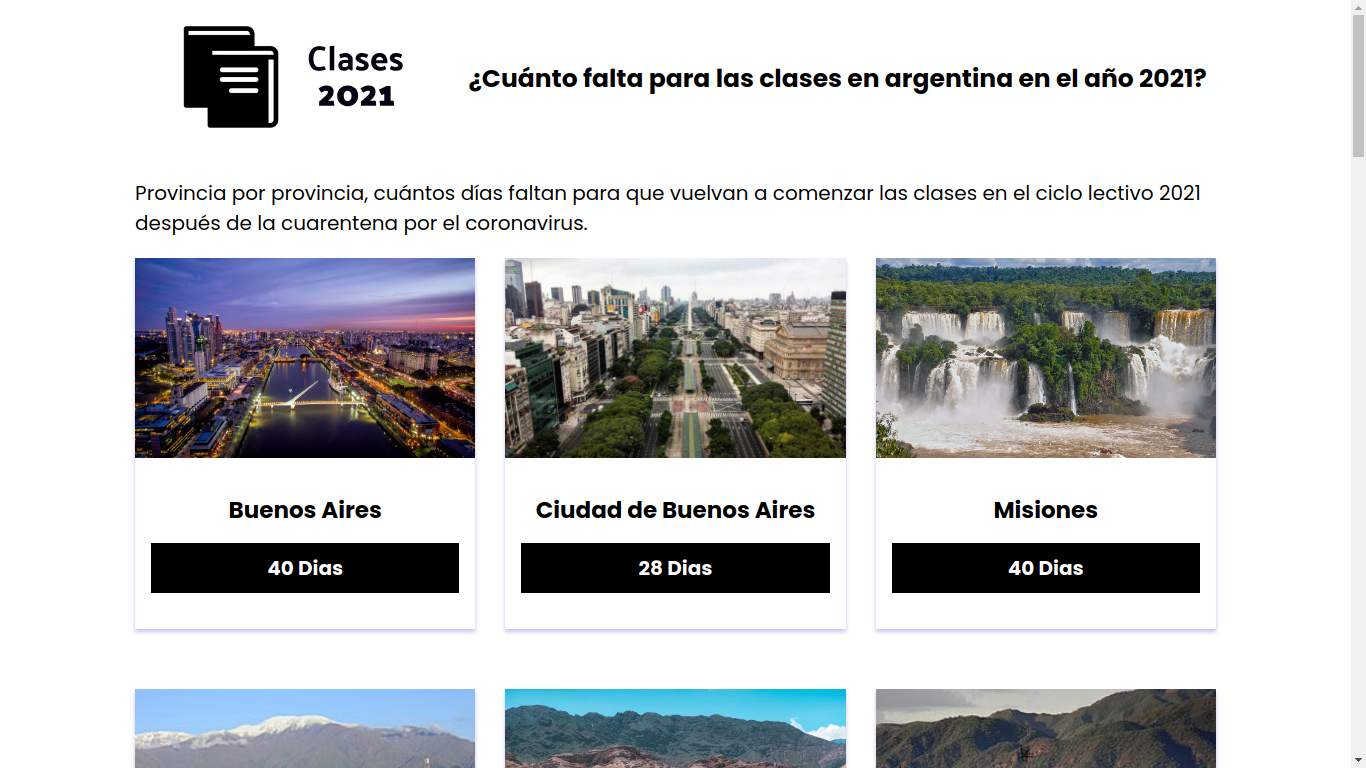 Clases
2021
¿Cuánto falta para las clases en argentina en el año 2021?
Provincia por provincia, cuántos días faltan para que vuelvan a comenzar las clases en el ciclo lectivo 2021
después de la cuarentena por el coronavirus.
Buenos Aires
40 Dias
Ciudad de Buenos Aires
28 Dias
Misiones
40 Dias